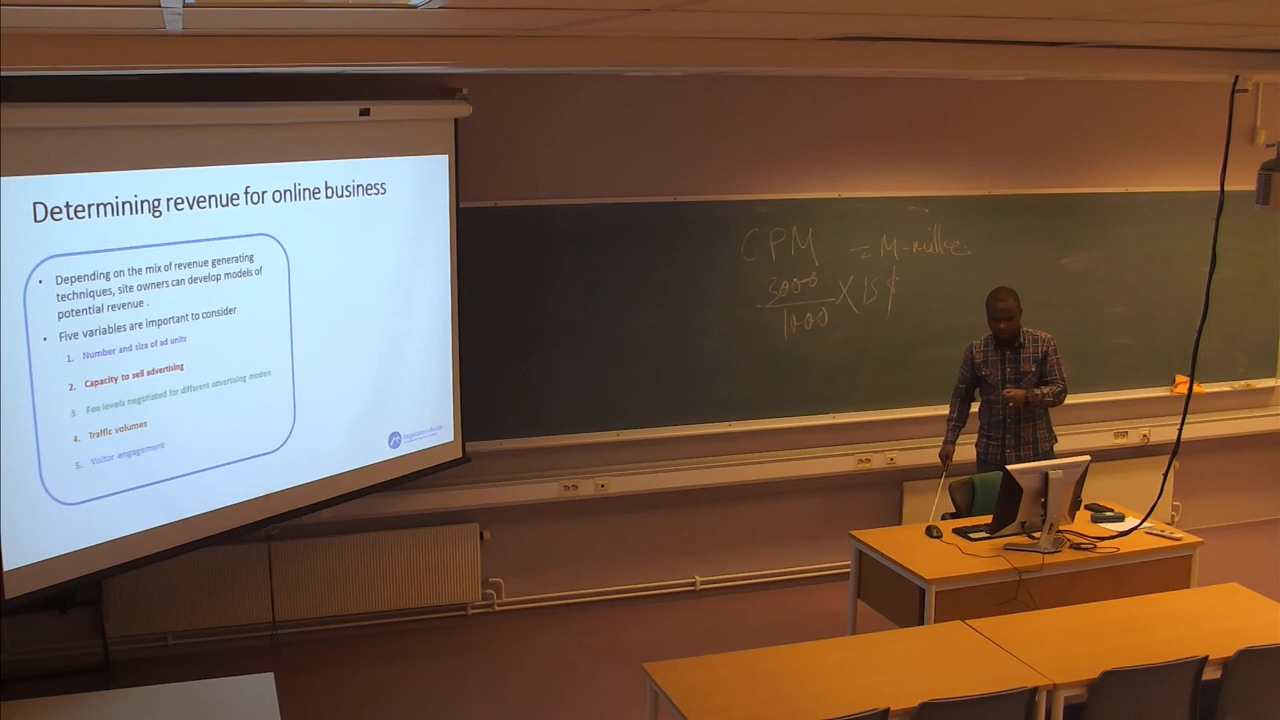 Determining revenue for online business
• Depending on the mix of revenue generating
techniques, site owners can develop models of
potential revenue .
• Five variables are important to consider
1. Number and size of ad units
2. Capacity to sell advertising
3. Fee levels negotiated for different advertising models
4. Traffic volumes
5. Visitor engagement
CPM = M-mille
3000
1000 X 15 ¢